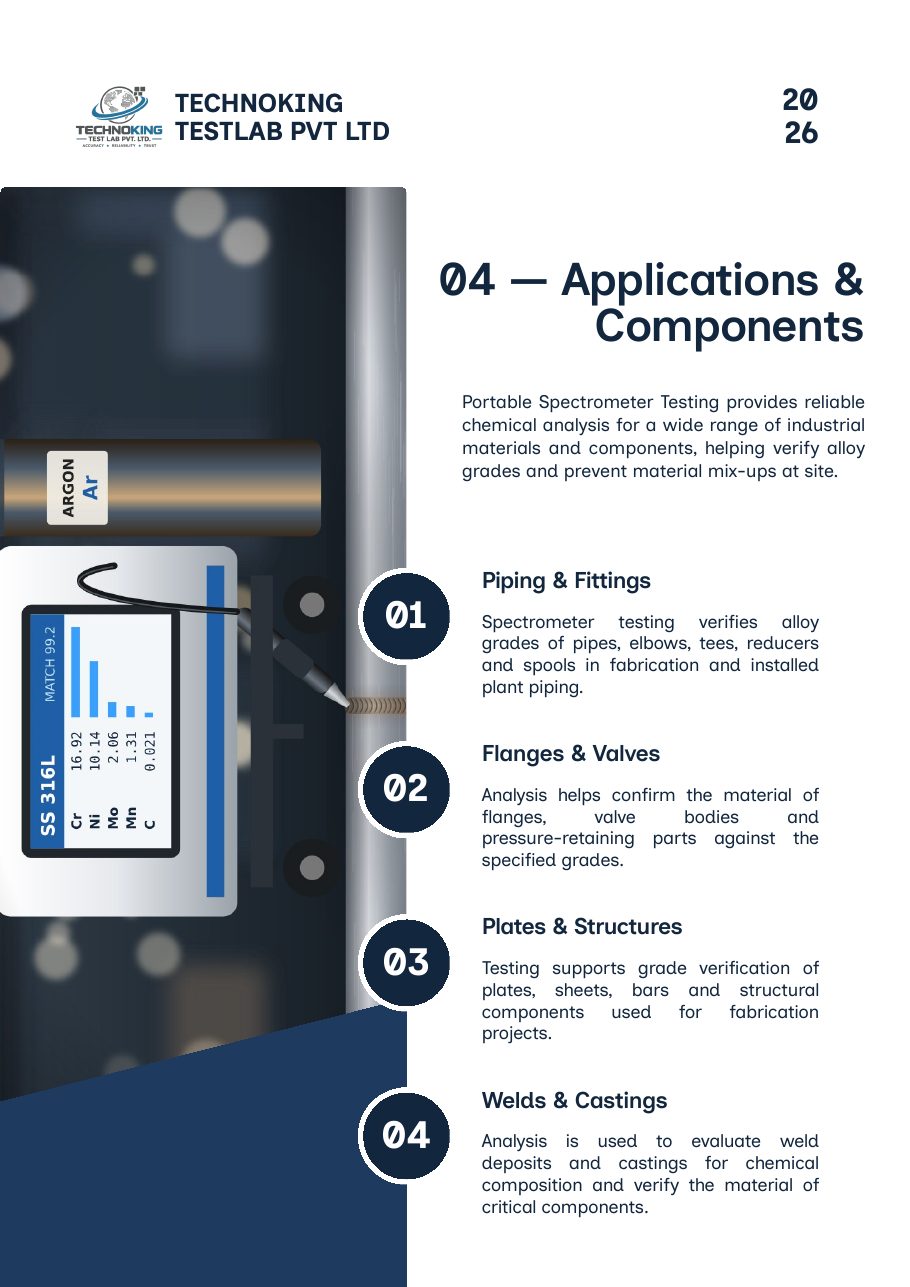 TECHNOKING
TEST LAB PVT. LTD.
ACCURACY • RELIABILITY • TRUST
TECHNOKING
TESTLAB PVT LTD
20
26
04 — Applications &
Components
Portable Spectrometer Testing provides reliable
chemical analysis for a wide range of industrial
materials and components, helping verify alloy
grades and prevent material mix-ups at site.
ARGON
Ar
SS 316L MATCH 99.2
Cr 16.92
Ni 10.14
Mo 2.06
Mn 1.31
C 0.021
01
Piping & Fittings
Spectrometer testing verifies alloy
grades of pipes, elbows, tees, reducers
and spools in fabrication and installed
plant piping.
02
Flanges & Valves
Analysis helps confirm the material of
flanges, valve bodies and
pressure-retaining parts against the
specified grades.
03
Plates & Structures
Testing supports grade verification of
plates, sheets, bars and structural
components used for fabrication
projects.
04
Welds & Castings
Analysis is used to evaluate weld
deposits and castings for chemical
composition and verify the material of
critical components.